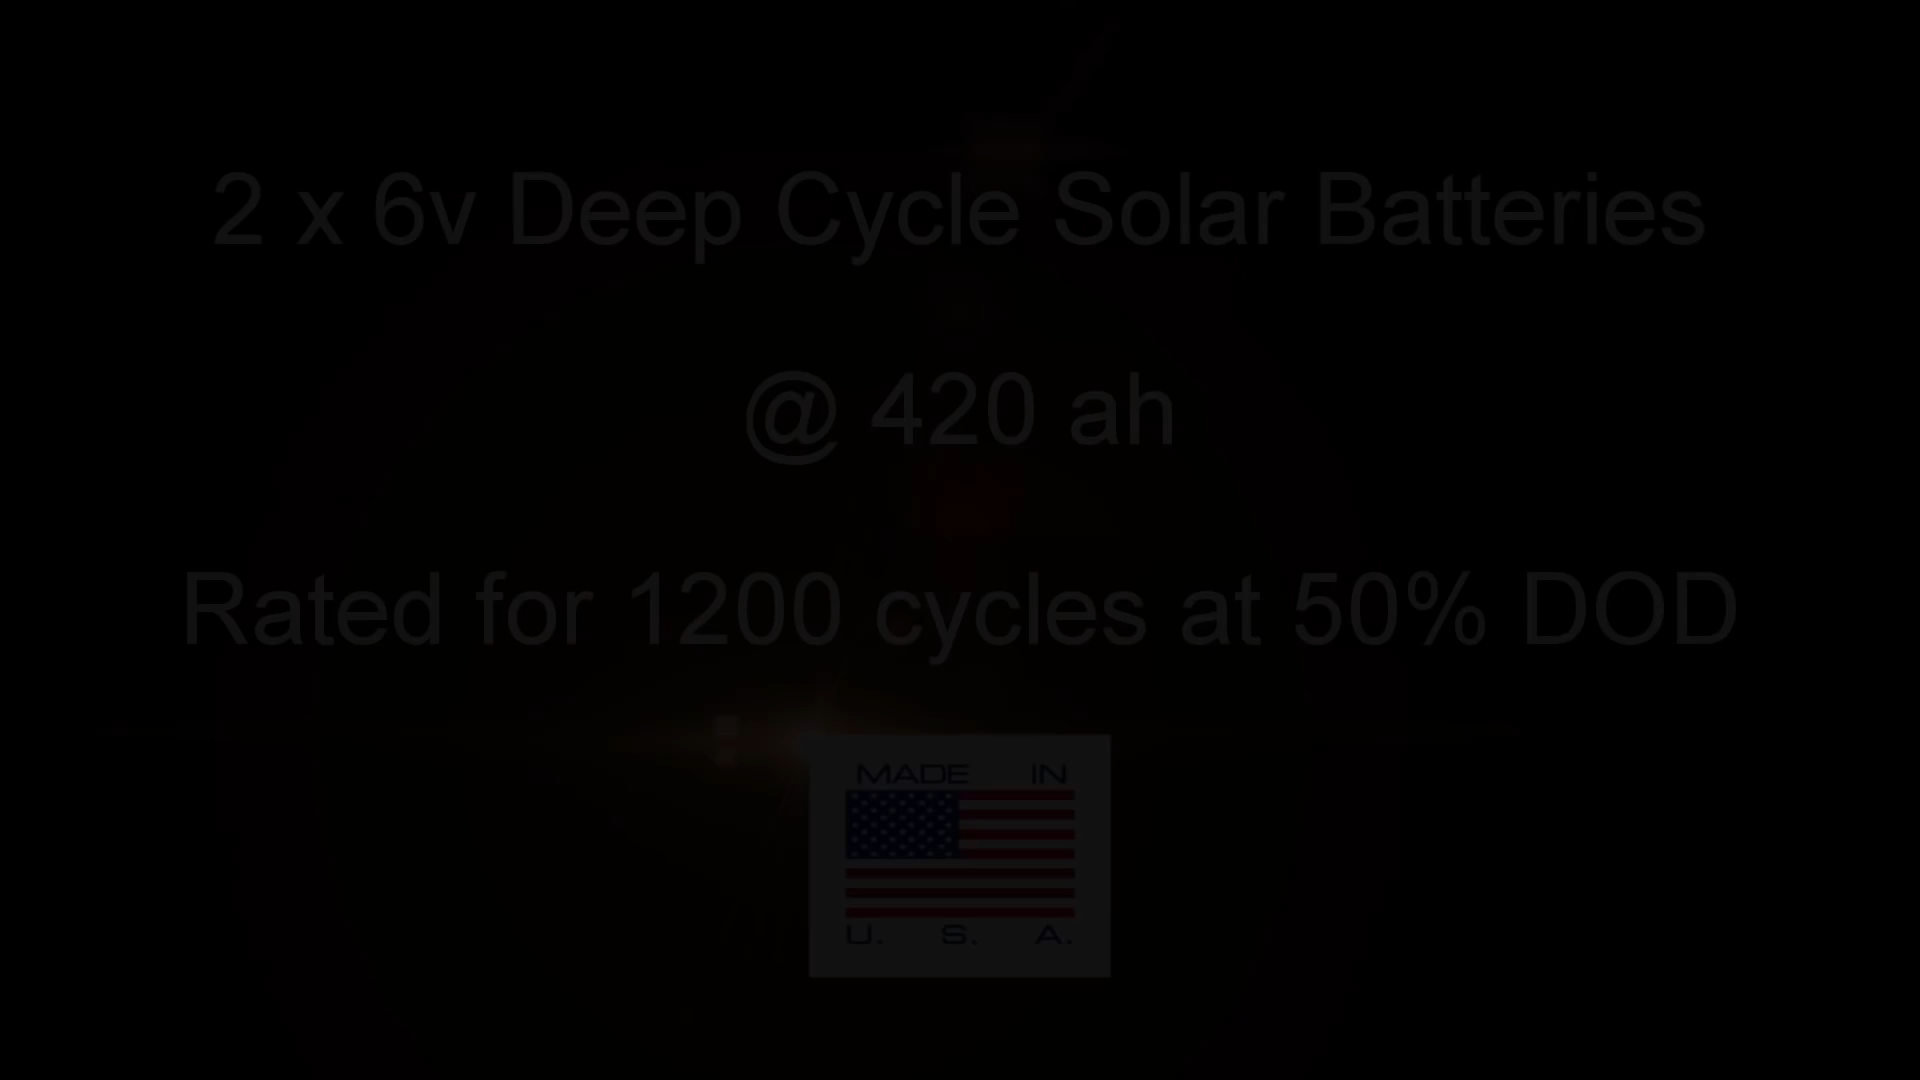 2 x 6v Deep Cycle Solar Batteries
@ 420 ah
Rated for 1200 cycles at 50% DOD
MADE IN
U. S. A.